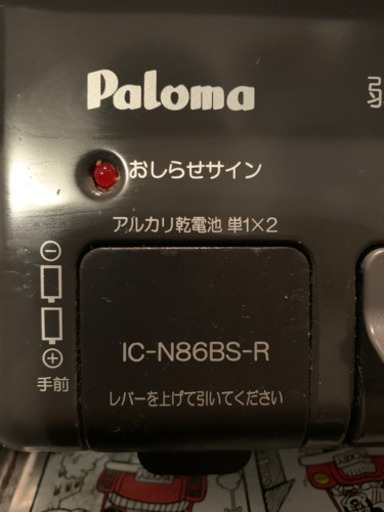 Paloma
おしらせサイン
アルカリ乾電池 単1×2
⊖
⊕
手前
IC-N86BS-R
レバーを上げて引いてください